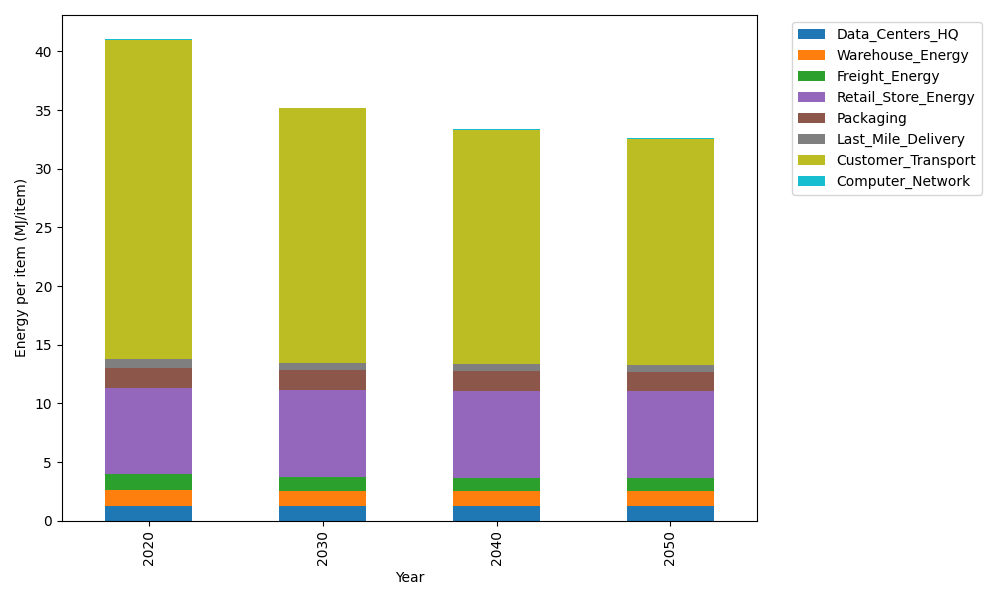 40
35
30
25
20
15
10
5
0
Energy per item (MJ/item)
2020
2030
2040
2050
Year
Data_Centers_HQ
Warehouse_Energy
Freight_Energy
Retail_Store_Energy
Packaging
Last_Mile_Delivery
Customer_Transport
Computer_Network